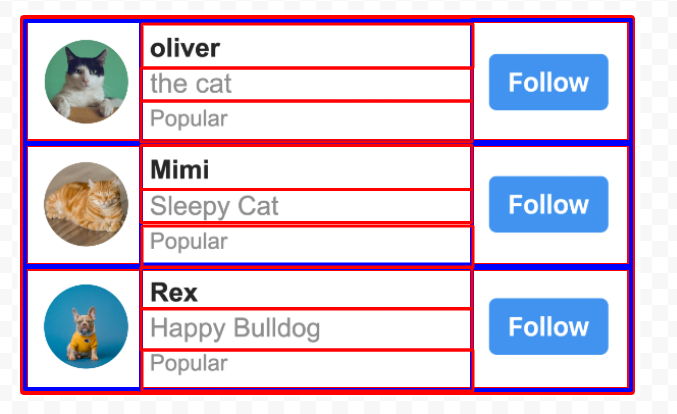 oliver
the cat
Popular
Follow
Mimi
Sleepy Cat
Popular
Follow
Rex
Happy Bulldog
Popular
Follow